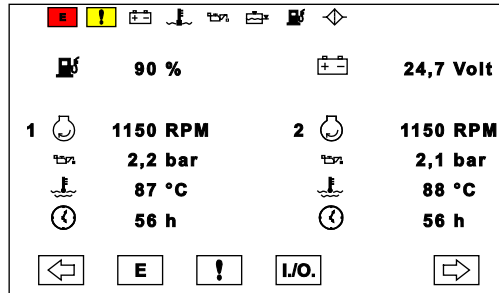 E !
90 % 24,7 Volt
1 1150 RPM 2 1150 RPM
2,2 bar 2,1 bar
87 °C 88 °C
56 h 56 h
E ! I./O.